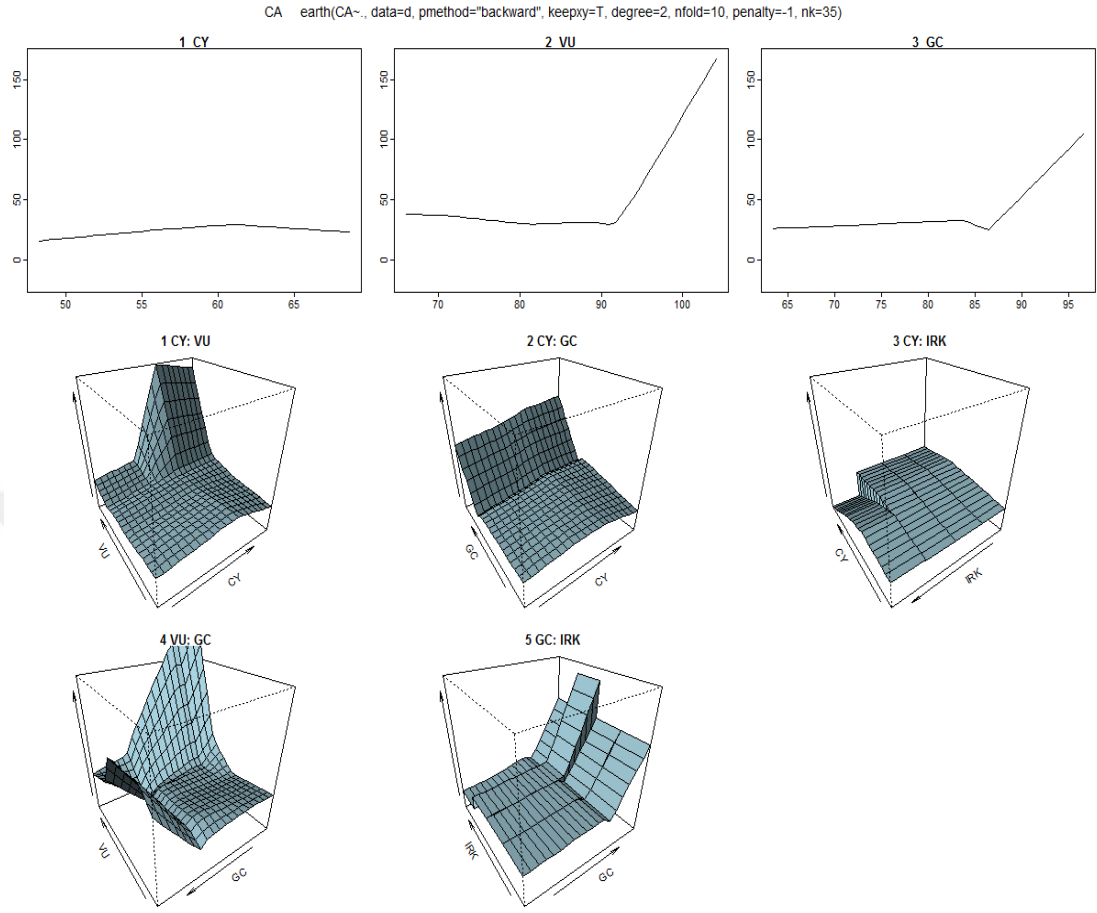 CA earth(CA~., data=d, pmethod="backward", keepxy=T, degree=2, nfold=10, penalty=-1, nk=35)
1 CY
0 50 100 150
50 55 60 65
2 VU
0 50 100 150
70 80 90 100
3 GC
0 50 100 150
65 70 75 80 85 90 95
1 CY: VU
VU
CY
2 CY: GC
GC
CY
3 CY: IRK
CY
IRK
4 VU: GC
VU
GC
5 GC: IRK
IRK
GC